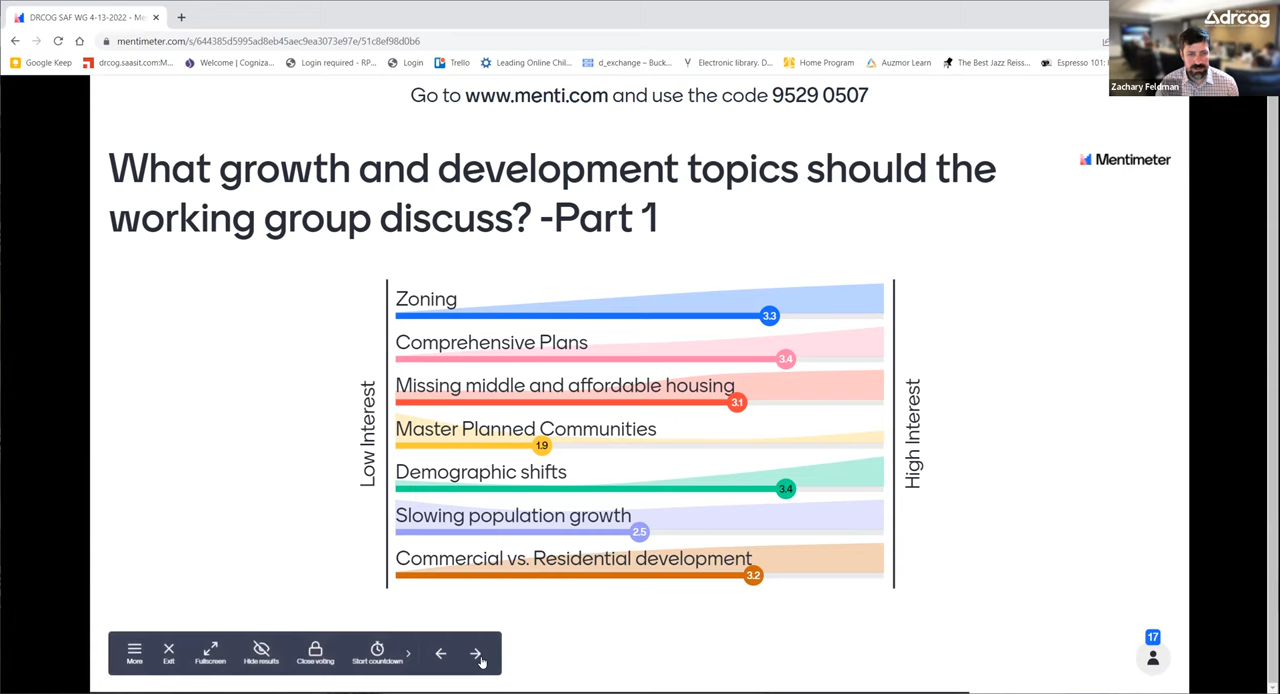 DRCOG SAF WG 4-13-2022 - Me
mentimeter.com/s/644385d5995ad8eb45aec9ea3073e97e/51c8ef98d0b6
Google Keep
drcog.saasit.com:M...
Welcome | Cogniza...
Login required - RP...
Login
Trello
Leading Online Chil...
d_exchange – Buck...
Electronic library. D...
Home Program
Auzmor Learn
The Best Jazz Reiss...
Espresso 101:
drcog
Zachary Feldman
Go to www.menti.com and use the code 9529 0507
What growth and development topics should the
working group discuss? -Part 1
Mentimeter
Low Interest
Zoning
3.3
Comprehensive Plans
3.4
Missing middle and affordable housing
3.1
Master Planned Communities
1.9
Demographic shifts
3.4
Slowing population growth
2.5
Commercial vs. Residential development
3.2
High Interest
More
Exit
Fullscreen
Hide results
Close voting
Start countdown
17